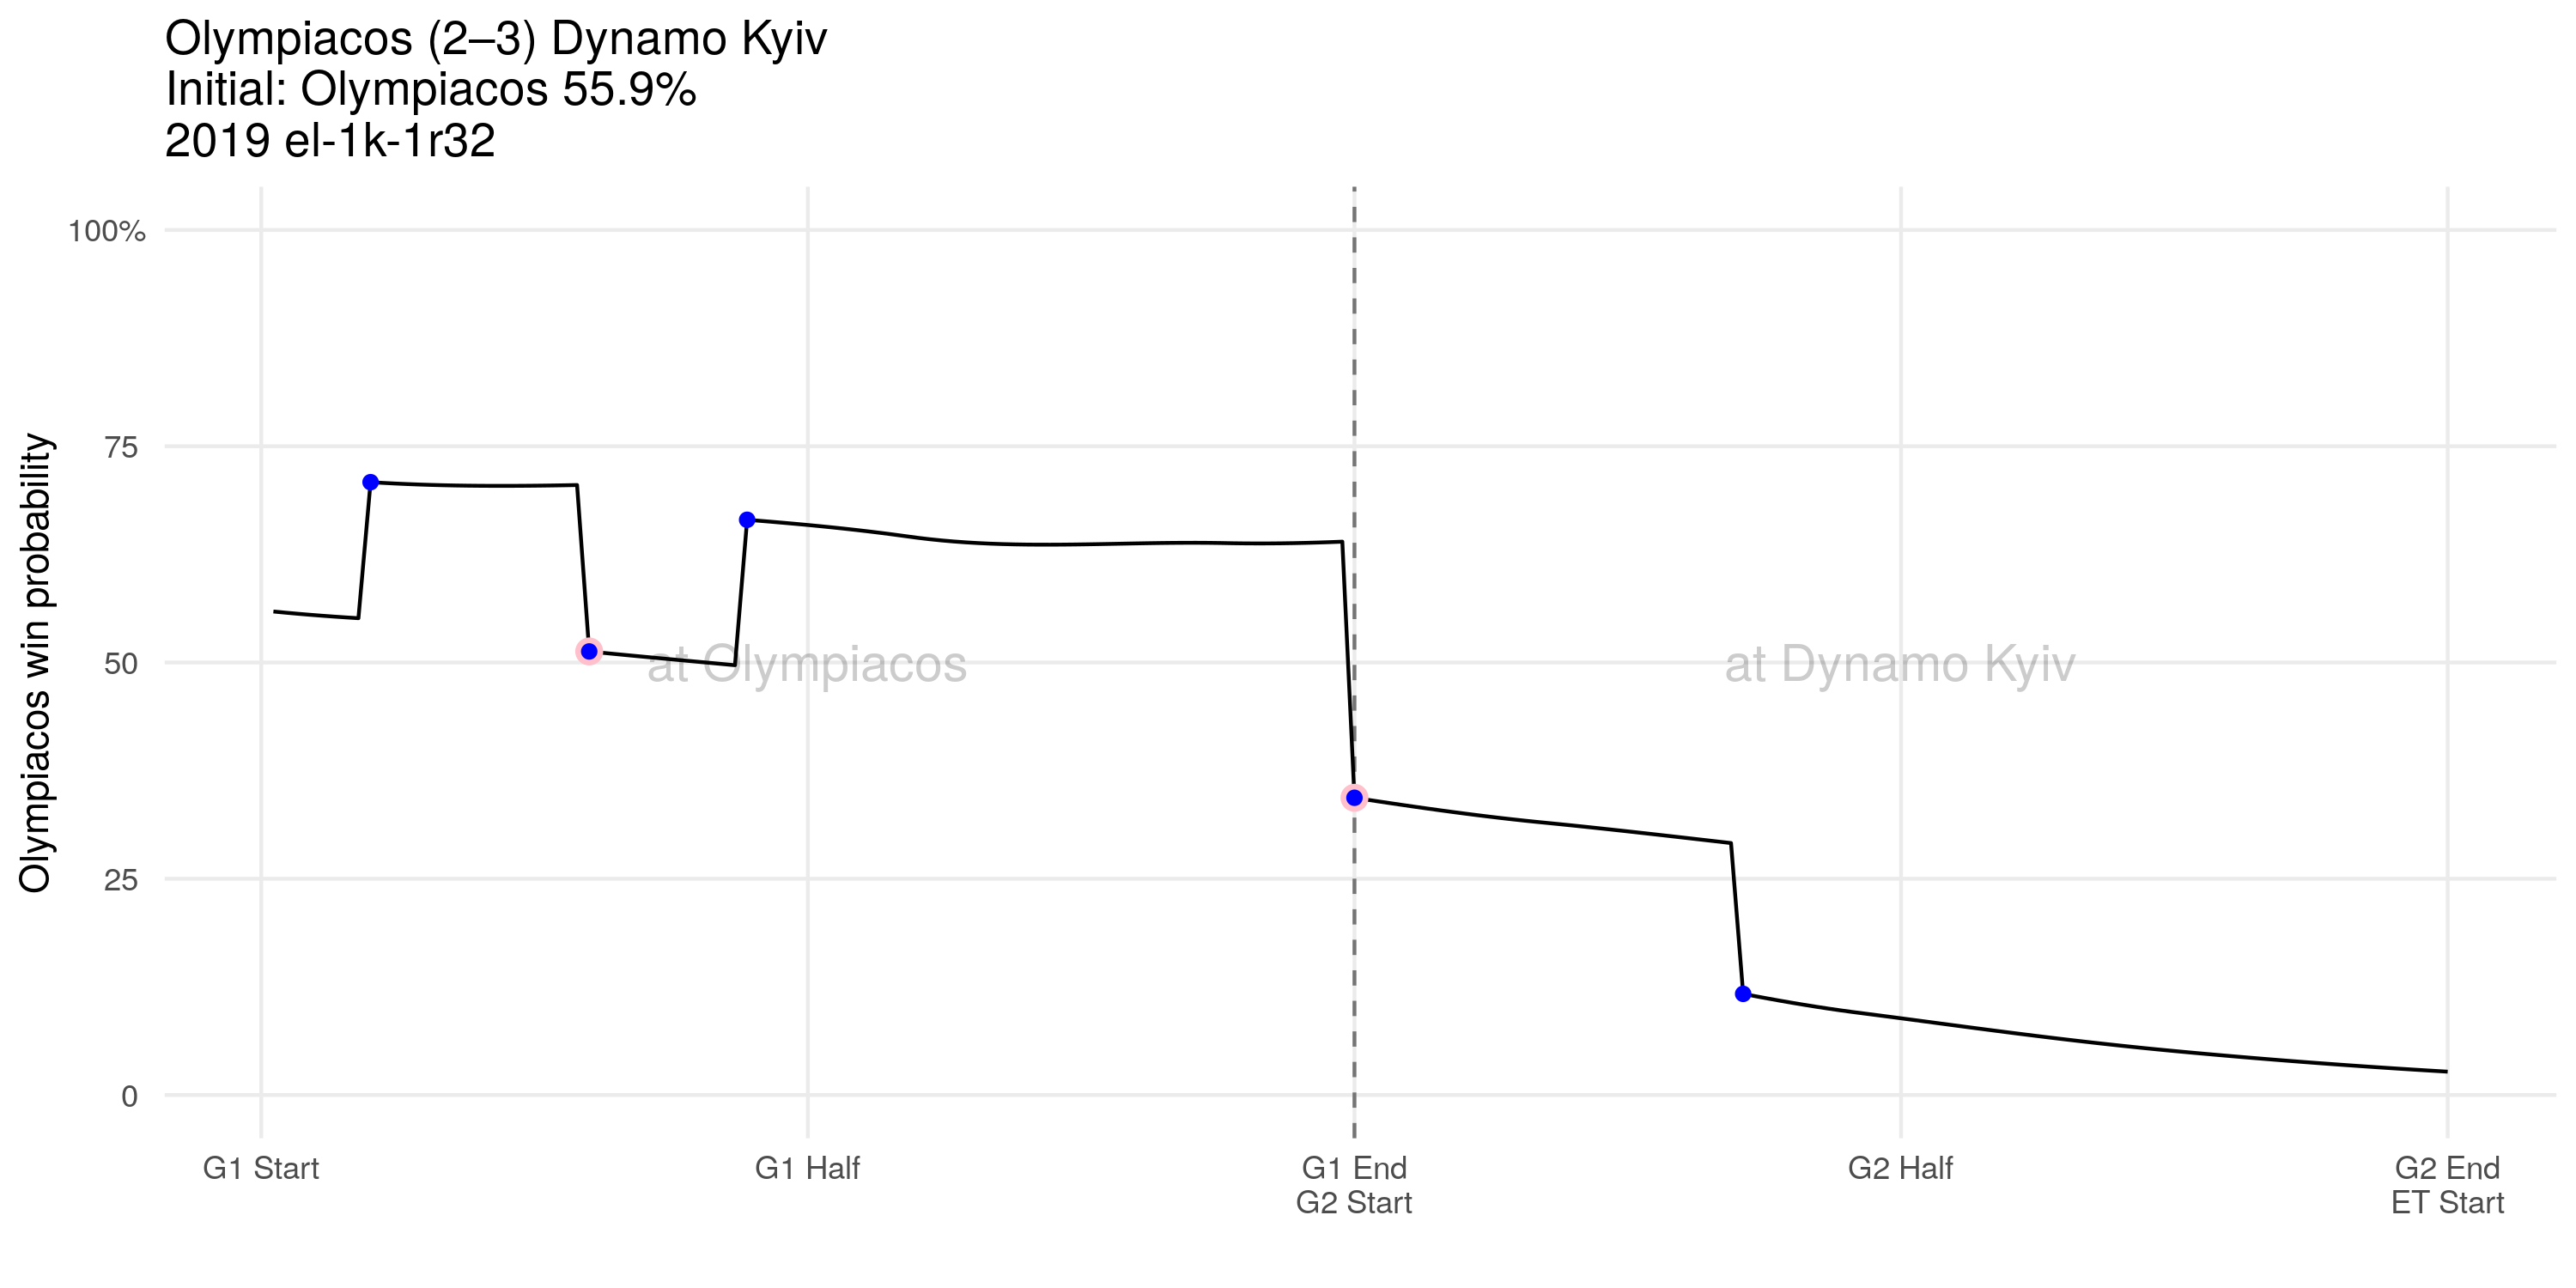 Olympiacos (2–3) Dynamo Kyiv
Initial: Olympiacos 55.9%
2019 el-1k-1r32
Olympiacos win probability
100%
75
50
25
0
at Olympiacos
at Dynamo Kyiv
G1 Start
G1 Half
G1 End
G2 Start
G2 Half
G2 End
ET Start